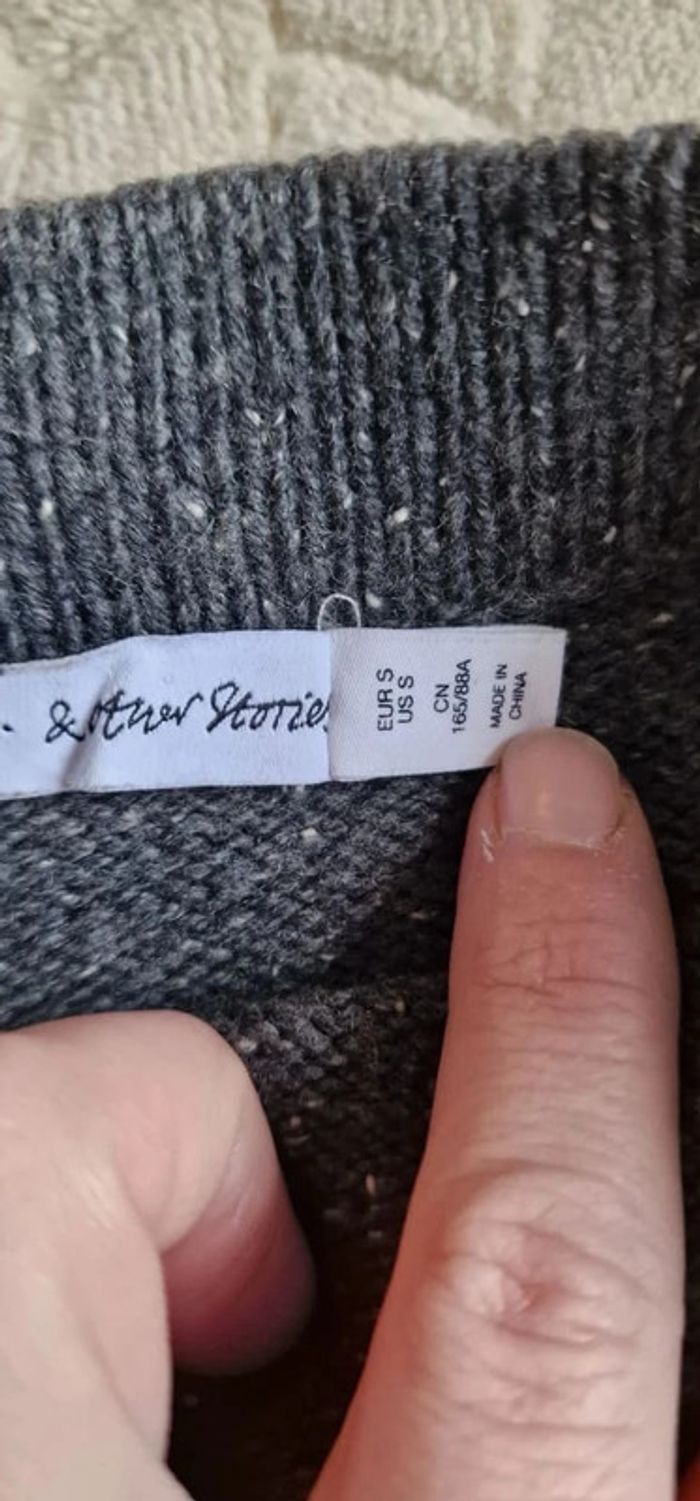 & Other Stories
EUR S
US S
CN
165/88A
MADE IN
CHINA